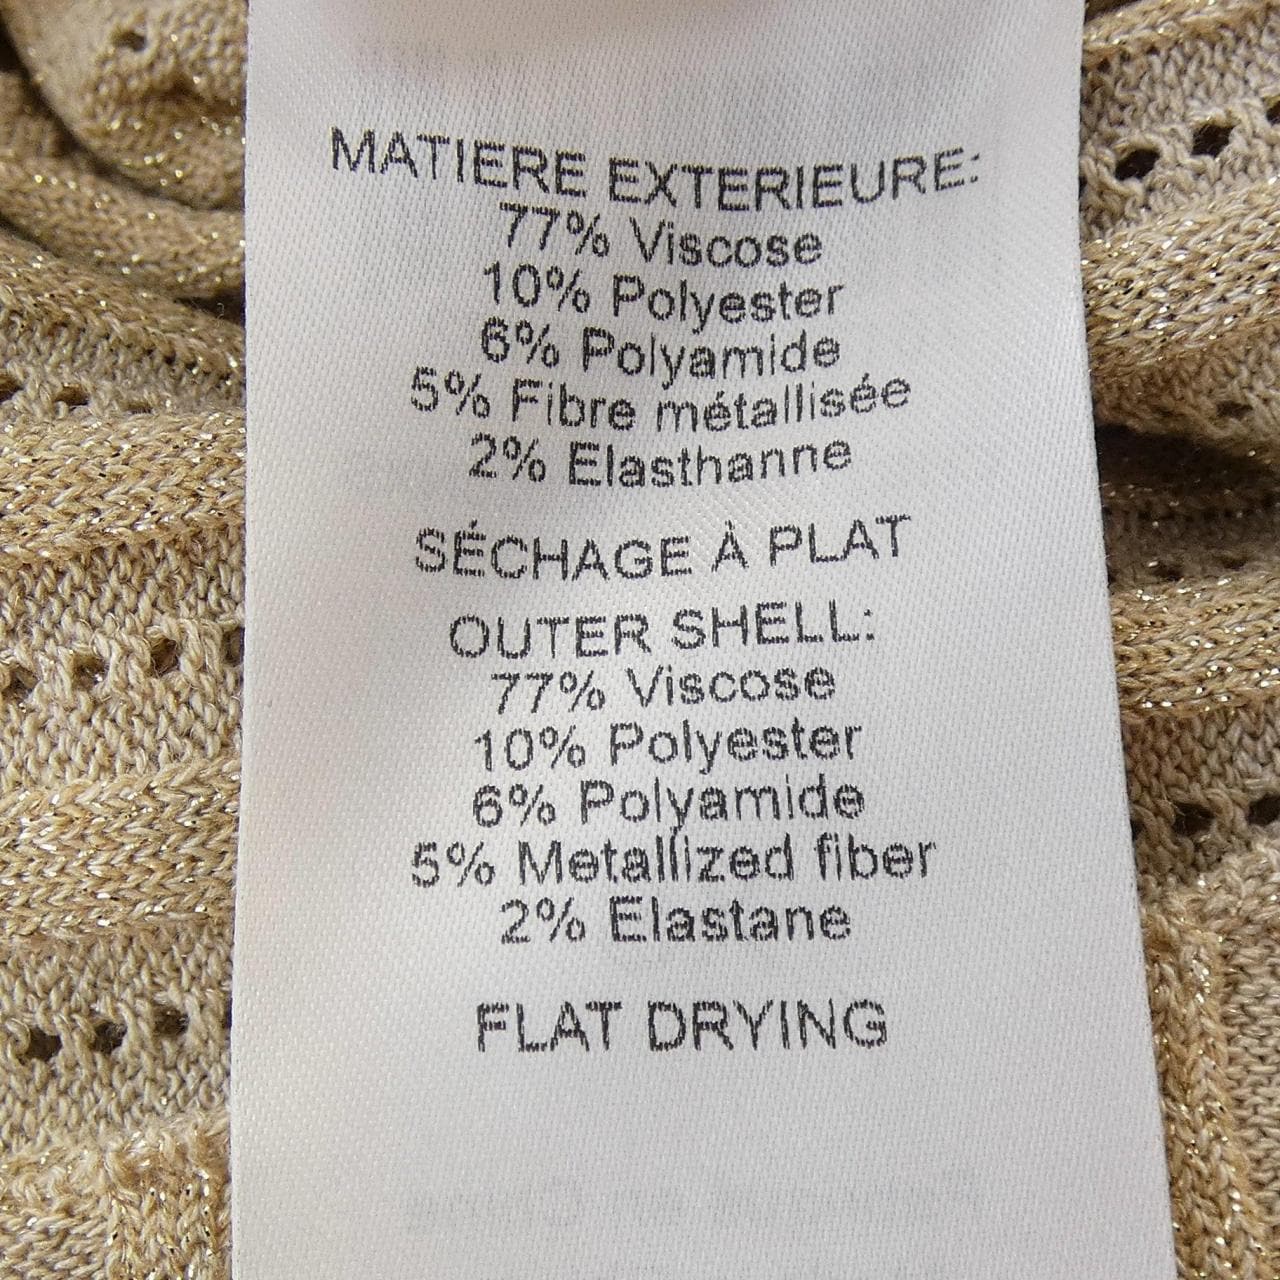 MATIERE EXTERIEURE:
77% Viscose
10% Polyester
6% Polyamide
5% Fibre métallisée
2% Elasthanne
SÉCHAGE À PLAT
OUTER SHELL:
77% Viscose
10% Polyester
6% Polyamide
5% Metallized fiber
2% Elastane
FLAT DRYING